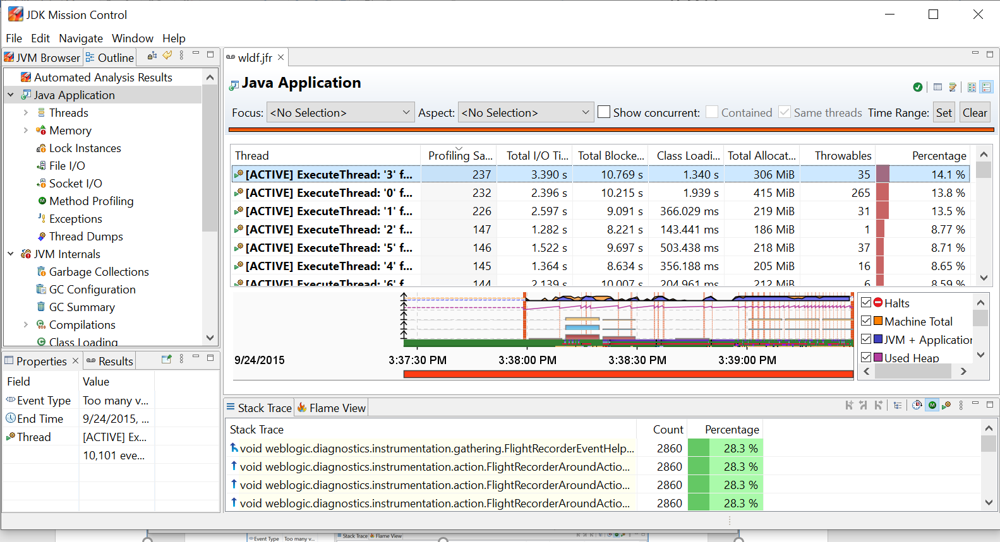 JDK Mission Control
File Edit Navigate Window Help
JVM Browser Outline
Automated Analysis Results
Java Application
Threads
Memory
Lock Instances
File I/O
Socket I/O
Method Profiling
Exceptions
Thread Dumps
JVM Internals
Garbage Collections
GC Configuration
GC Summary
Compilations
Class Loading
Properties Results
Field Value
Event Type Too many v...
End Time 9/24/2015, ...
Thread [ACTIVE] Ex...
10,101 eve...
wldf.jfr
Java Application
Focus: <No Selection> Aspect: <No Selection> Show concurrent: Contained Same threads Time Range: Set Clear
Thread Profiling Sa... Total I/O Ti... Total Blocke... Class Loadi... Total Allocat... Throwables Percentage
[ACTIVE] ExecuteThread: '3' f... 237 3.390 s 10.769 s 1.340 s 306 MiB 35 14.1 %
[ACTIVE] ExecuteThread: '0' f... 232 2.396 s 10.215 s 1.939 s 415 MiB 265 13.8 %
[ACTIVE] ExecuteThread: '1' f... 226 2.597 s 9.091 s 366.029 ms 219 MiB 31 13.5 %
[ACTIVE] ExecuteThread: '2' f... 147 1.282 s 8.221 s 143.441 ms 186 MiB 1 8.77 %
[ACTIVE] ExecuteThread: '5' f... 146 1.522 s 9.697 s 503.438 ms 218 MiB 37 8.71 %
[ACTIVE] ExecuteThread: '4' f... 145 1.364 s 8.634 s 356.188 ms 205 MiB 16 8.65 %
[ACTIVE] ExecuteThread: '6' f... 144 2.139 s 10.007 s 204.961 ms 212 MiB 6 8.59 %
9/24/2015 3:37:30 PM 3:38:00 PM 3:38:30 PM 3:39:00 PM
Halts
Machine Total
JVM + Application
Used Heap
Stack Trace Flame View
Stack Trace Count Percentage
void weblogic.diagnostics.instrumentation.gathering.FlightRecorderEventHelp... 2860 28.3 %
void weblogic.diagnostics.instrumentation.action.FlightRecorderAroundActio... 2860 28.3 %
void weblogic.diagnostics.instrumentation.action.FlightRecorderAroundActio... 2860 28.3 %
void weblogic.diagnostics.instrumentation.action.FlightRecorderAroundActio... 2860 28.3 %
Event Type Too many v... Stack Trace Flame View